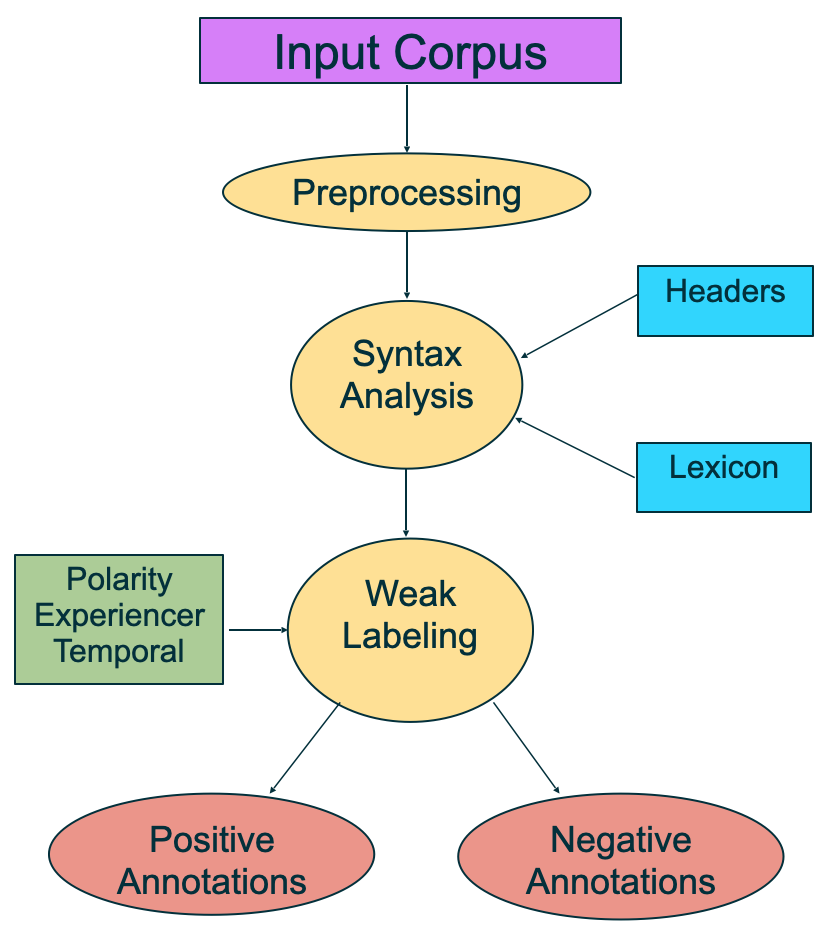 Input Corpus
Preprocessing
Headers
Syntax
Analysis
Lexicon
Polarity
Experiencer
Temporal
Weak
Labeling
Positive
Annotations
Negative
Annotations